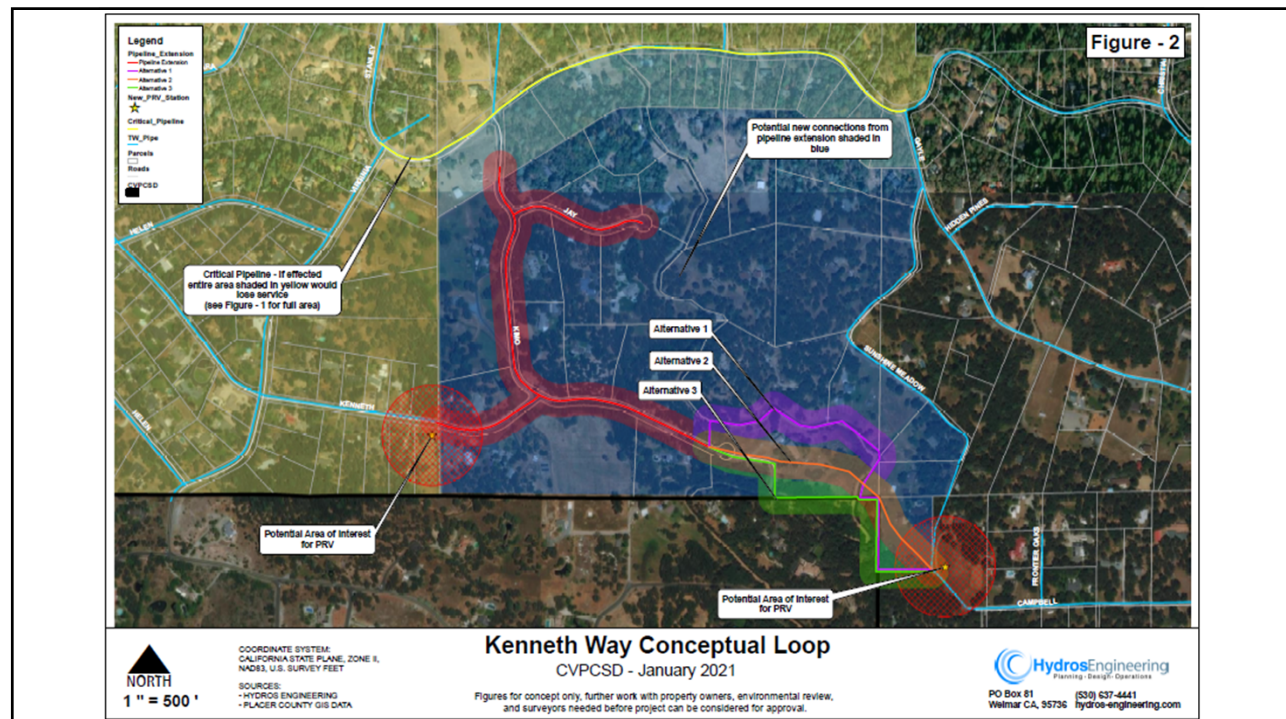 Figure - 2
Legend
Pipeline_Extension
Pipeline Extension
Alternative 1
Alternative 2
Alternative 3
New_PRV_Station
Critical_Pipeline
TW_Pipe
Parcels
Roads
CVPCSD
STANLEY
VERONA
HELEN
HELEN
KENNETH
KIMO
JAY
GAYLE
HIDDEN PINES
SUNSHINE MEADOW
FRONTIER OAKS
CAMPBELL
Potential new connections from
pipeline extension shaded in
blue
Critical Pipeline - If effected
entire area shaded in yellow would
lose service
(see Figure - 1 for full area)
Alternative 1
Alternative 2
Alternative 3
Potential Area of Interest
for PRV
Potential Area of Interest
for PRV
NORTH
1 " = 500 '
COORDINATE SYSTEM:
CALIFORNIA STATE PLANE, ZONE II,
NAD83, U.S. SURVEY FEET
SOURCES:
- HYDROS ENGINEERING
- PLACER COUNTY GIS DATA
Kenneth Way Conceptual Loop
CVPCSD - January 2021
Figures for concept only, further work with property owners, environmental review,
and surveyors needed before project can be considered for approval.
HydrosEngineering
Planning - Design - Operations
PO Box 81
Weimar CA, 95736
(530) 637-4441
hydros-engineering.com